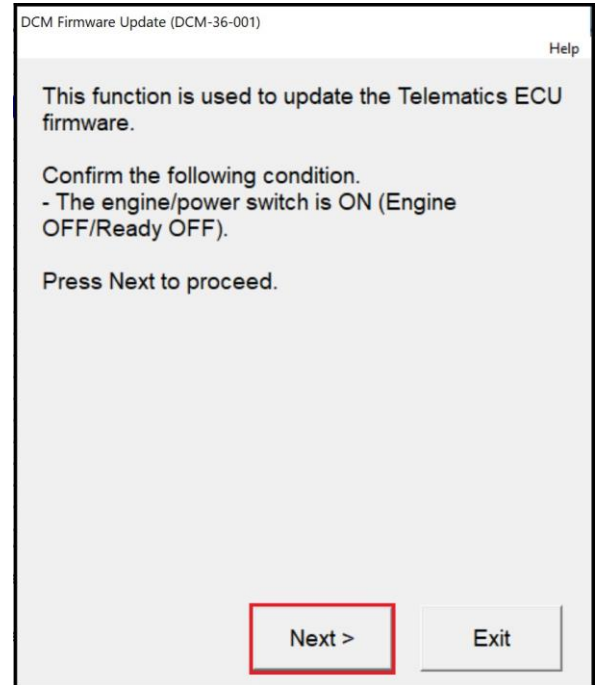 DCM Firmware Update (DCM-36-001)
Help
This function is used to update the Telematics ECU
firmware.
Confirm the following condition.
- The engine/power switch is ON (Engine
OFF/Ready OFF).
Press Next to proceed.
Next >
Exit